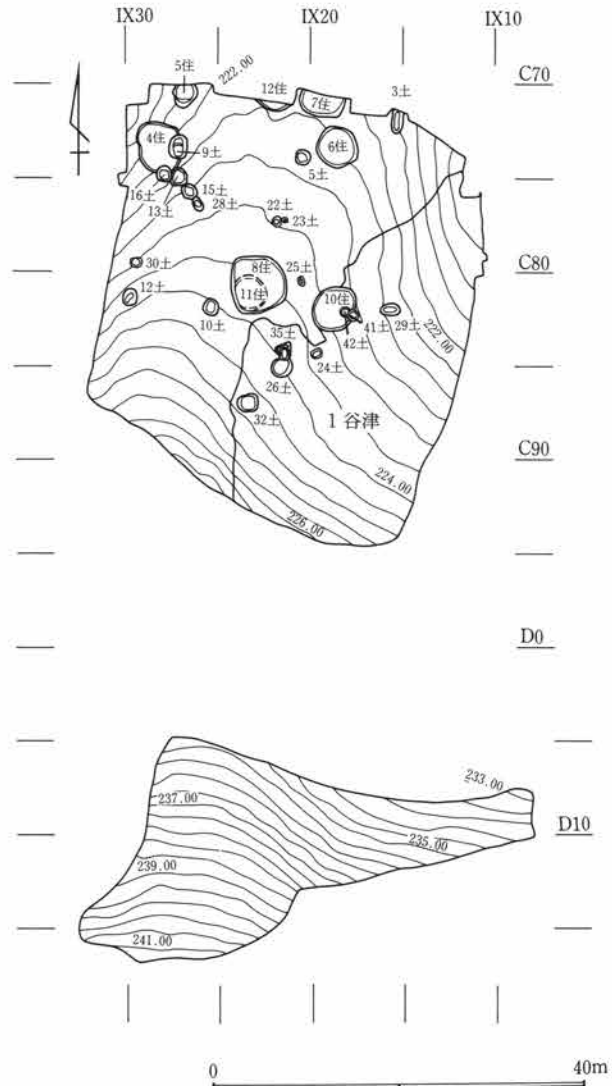 IX30 IX20 IX10
C70
5住
222.00
12住
7住
3土
4住
9土
6住
5土
16土
13土
15土
28土
22土
23土
30土
12土
8住
11住
25土
C80
10住
10土
41土
29土
42土
222.00
35土
24土
26土
32土
1谷津
C90
224.00
226.00
D0
233.00
237.00
235.00
D10
239.00
241.00
0 40m